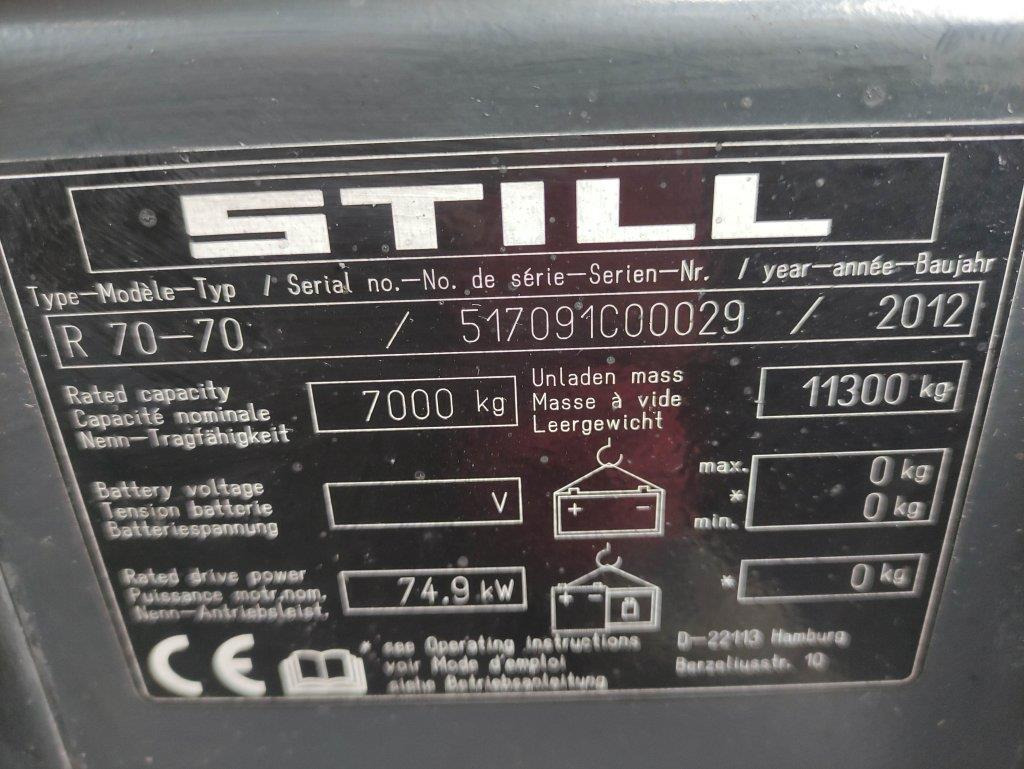 STILL
Type-Modèle-Typ / Serial no.-No. de série-Serien-Nr. / year-année-Baujahr
R 70-70 / 517091C00029 / 2012
Rated capacity
Capacité nominale
Nenn-Tragfähigkeit
7000 kg
Unladen mass
Masse à vide
Leergewicht
11300 kg
Battery voltage
Tension batterie
Batteriespannung
V
+ -
max. 0 kg
*
min. 0 kg
Rated drive power
Puissance motr.nom.
Nenn-Antriebsleist.
74.9 kW
+ -
* 0 kg
CE
* see Operating instructions
voir Mode d'emploi
siehe Betriebsanleitung
D-22113 Hamburg
Berzeliusstr. 10